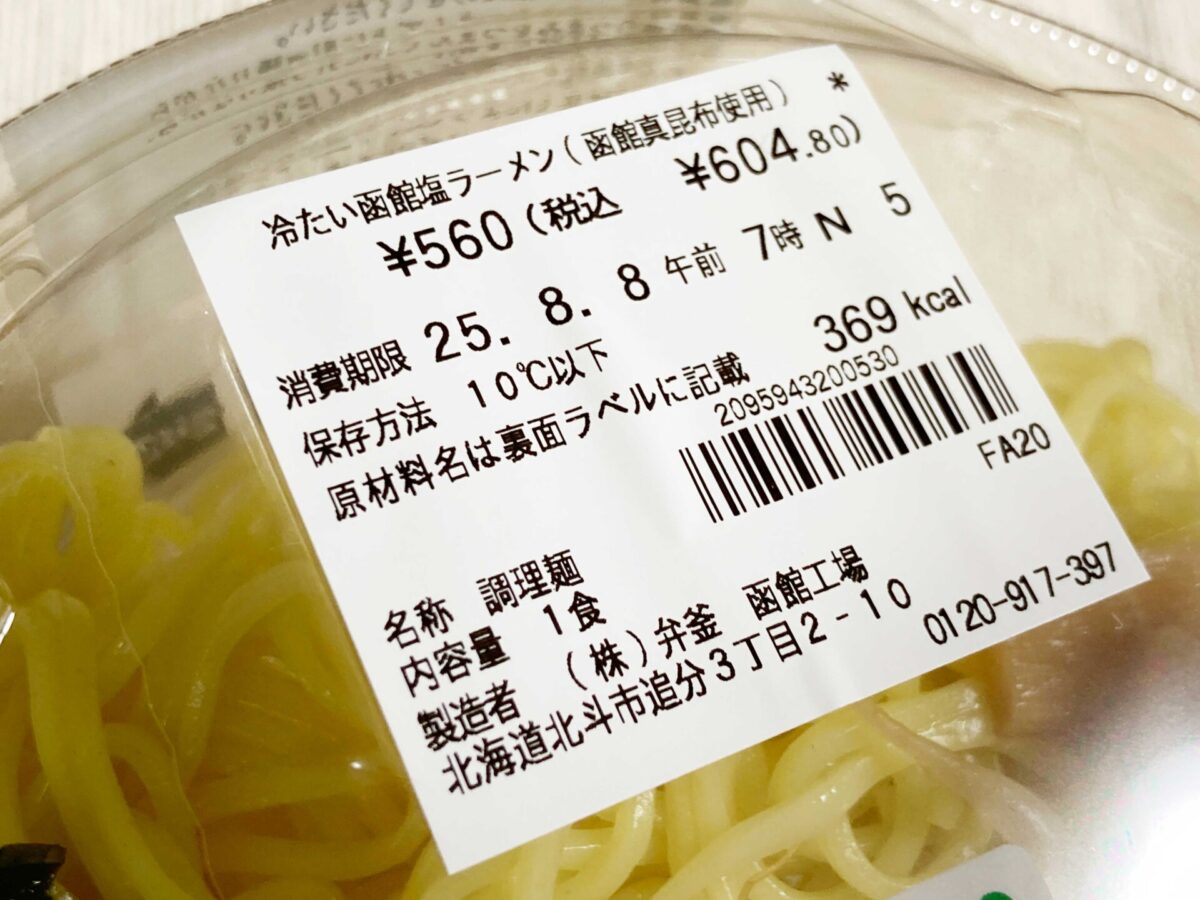 冷たい函館塩ラーメン(函館真昆布使用) *
¥560(税込 ¥604.80)
消費期限 25. 8. 8 午前 7時 N 5
保存方法 10℃以下 369 kcal
原材料名は裏面ラベルに記載
2095943200530
FA20
名称 調理麺
内容量 1食
製造者 (株)弁釜 函館工場
北海道北斗市追分3丁目2-10
0120-917-397